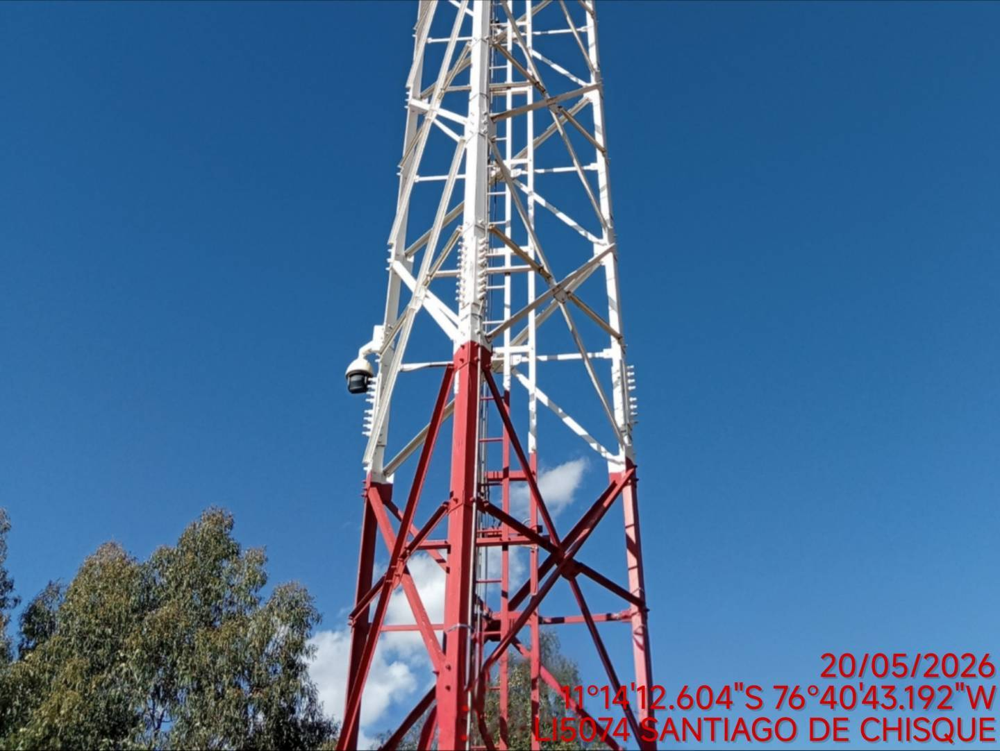 20/05/2026
11°14'12.604"S 76°40'43.192"W
LI5074 SANTIAGO DE CHISQUE